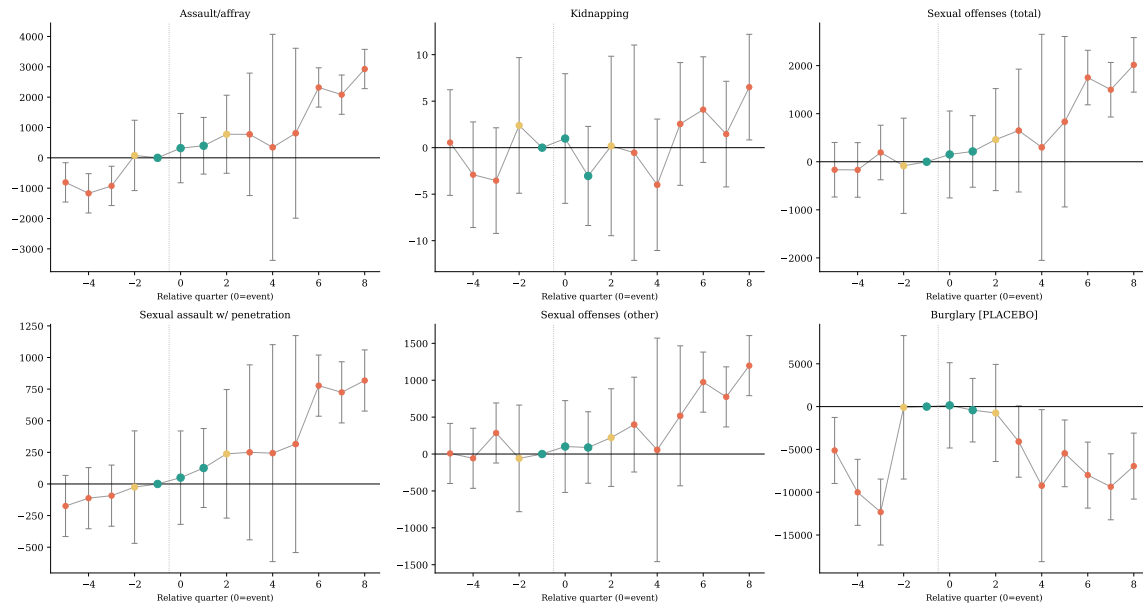 Assault/affray
4000
3000
2000
1000
0
−1000
−2000
−3000
−4 −2 0 2 4 6 8
Relative quarter (0=event)
Kidnapping
10
5
0
−5
−10
−4 −2 0 2 4 6 8
Relative quarter (0=event)
Sexual offenses (total)
2000
1000
0
−1000
−2000
−4 −2 0 2 4 6 8
Relative quarter (0=event)
Sexual assault w/ penetration
1250
1000
750
500
250
0
−250
−500
−4 −2 0 2 4 6 8
Relative quarter (0=event)
Sexual offenses (other)
1500
1000
500
0
−500
−1000
−1500
−4 −2 0 2 4 6 8
Relative quarter (0=event)
Burglary [PLACEBO]
5000
0
−5000
−10000
−15000
−4 −2 0 2 4 6 8
Relative quarter (0=event)